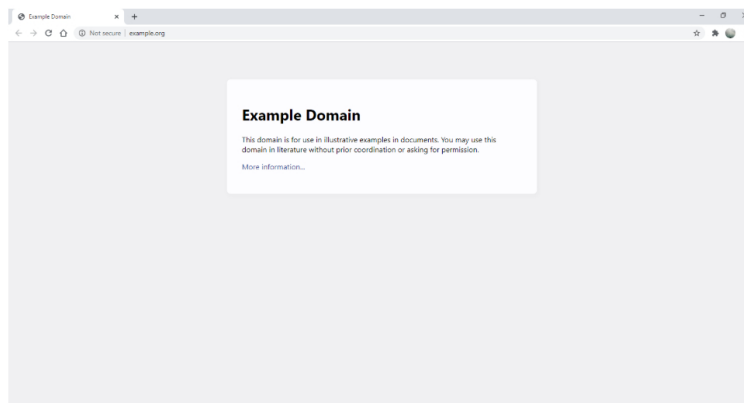 Example Domain
Not secure | example.org
Example Domain
This domain is for use in illustrative examples in documents. You may use this
domain in literature without prior coordination or asking for permission.
More information...